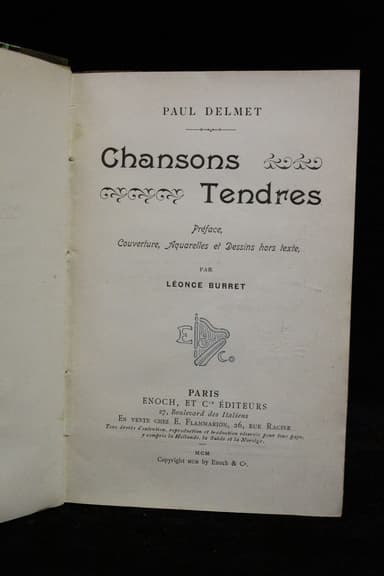 PAUL DELMET
Chansons
Tendres
Préface,
Couverture, Aquarelles et Dessins hors texte,
PAR
LÉONCE BURRET
E
& Co.
PARIS
ENOCH, ET Cie ÉDITEURS
27, Boulevard des Italiens
EN VENTE CHEZ E. FLAMMARION, 26, RUE RACINE
Tous droits d'exécution, reproduction et traduction réservés pour tous pays,
y compris la Hollande, la Suède et la Norvège.
MCM
Copyright MCM by Enoch & Co.